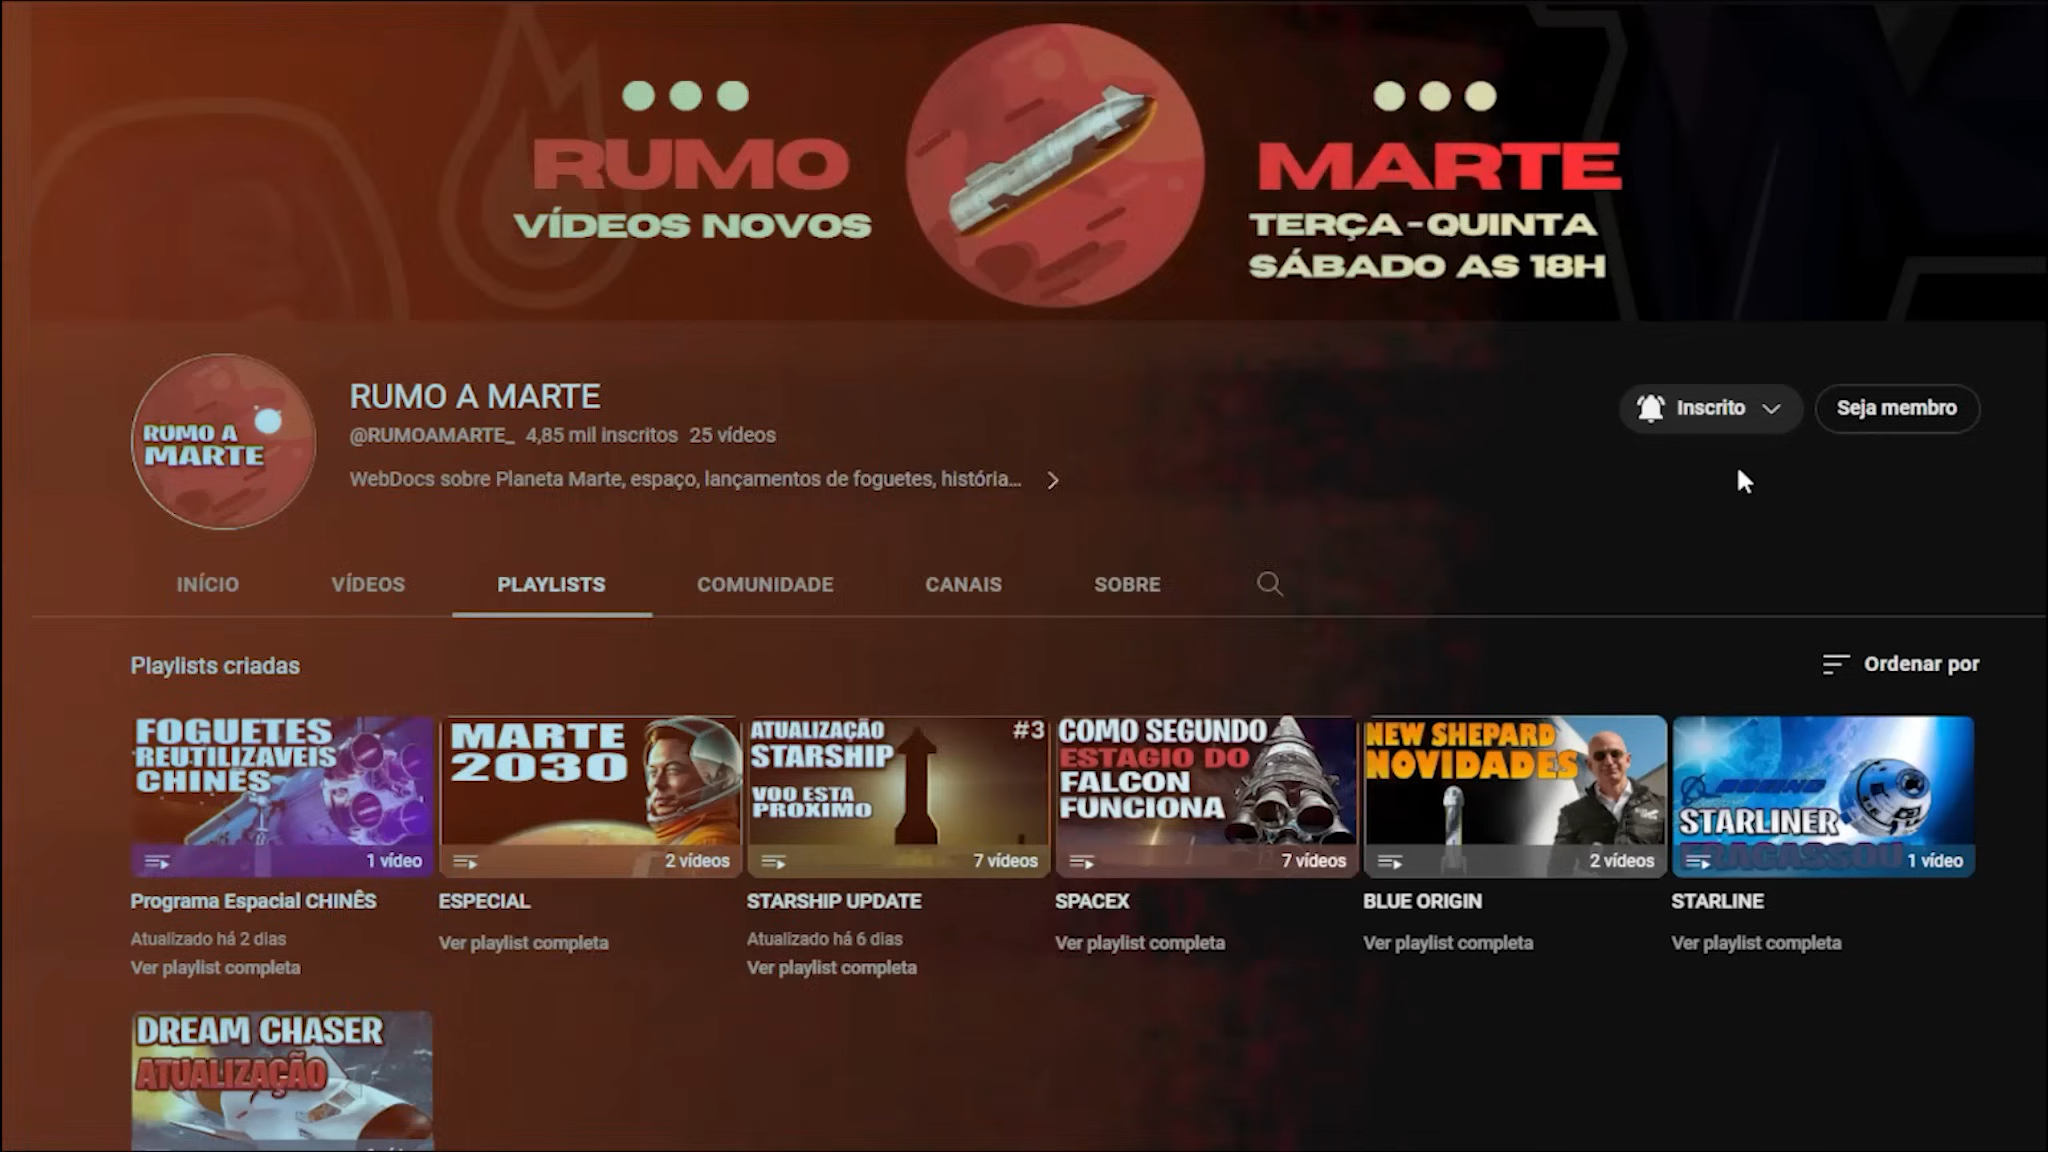 RUMO
VÍDEOS NOVOS
MARTE
TERÇA-QUINTA
SÁBADO AS 18H
RUMO A
MARTE
RUMO A MARTE
@RUMOAMARTE_ 4,85 mil inscritos 25 vídeos
WebDocs sobre Planeta Marte, espaço, lançamentos de foguetes, história...
Inscrito
Seja membro
INÍCIO VÍDEOS PLAYLISTS COMUNIDADE CANAIS SOBRE
Playlists criadas
Ordenar por
FOGUETES
REUTILIZAVEIS
CHINÊS
1 vídeo
Programa Espacial CHINÊS
Atualizado há 2 dias
Ver playlist completa
MARTE
2030
2 vídeos
ESPECIAL
Ver playlist completa
ATUALIZAÇÃO #3
STARSHIP
VOO ESTA
PROXIMO
7 vídeos
STARSHIP UPDATE
Atualizado há 6 dias
Ver playlist completa
COMO SEGUNDO
ESTAGIO DO
FALCON
FUNCIONA
7 vídeos
SPACEX
Ver playlist completa
NEW SHEPARD
NOVIDADES
2 vídeos
BLUE ORIGIN
Ver playlist completa
BOEING
STARLINER
FRACASSOU
1 vídeo
STARLINE
Ver playlist completa
DREAM CHASER
ATUALIZAÇÃO